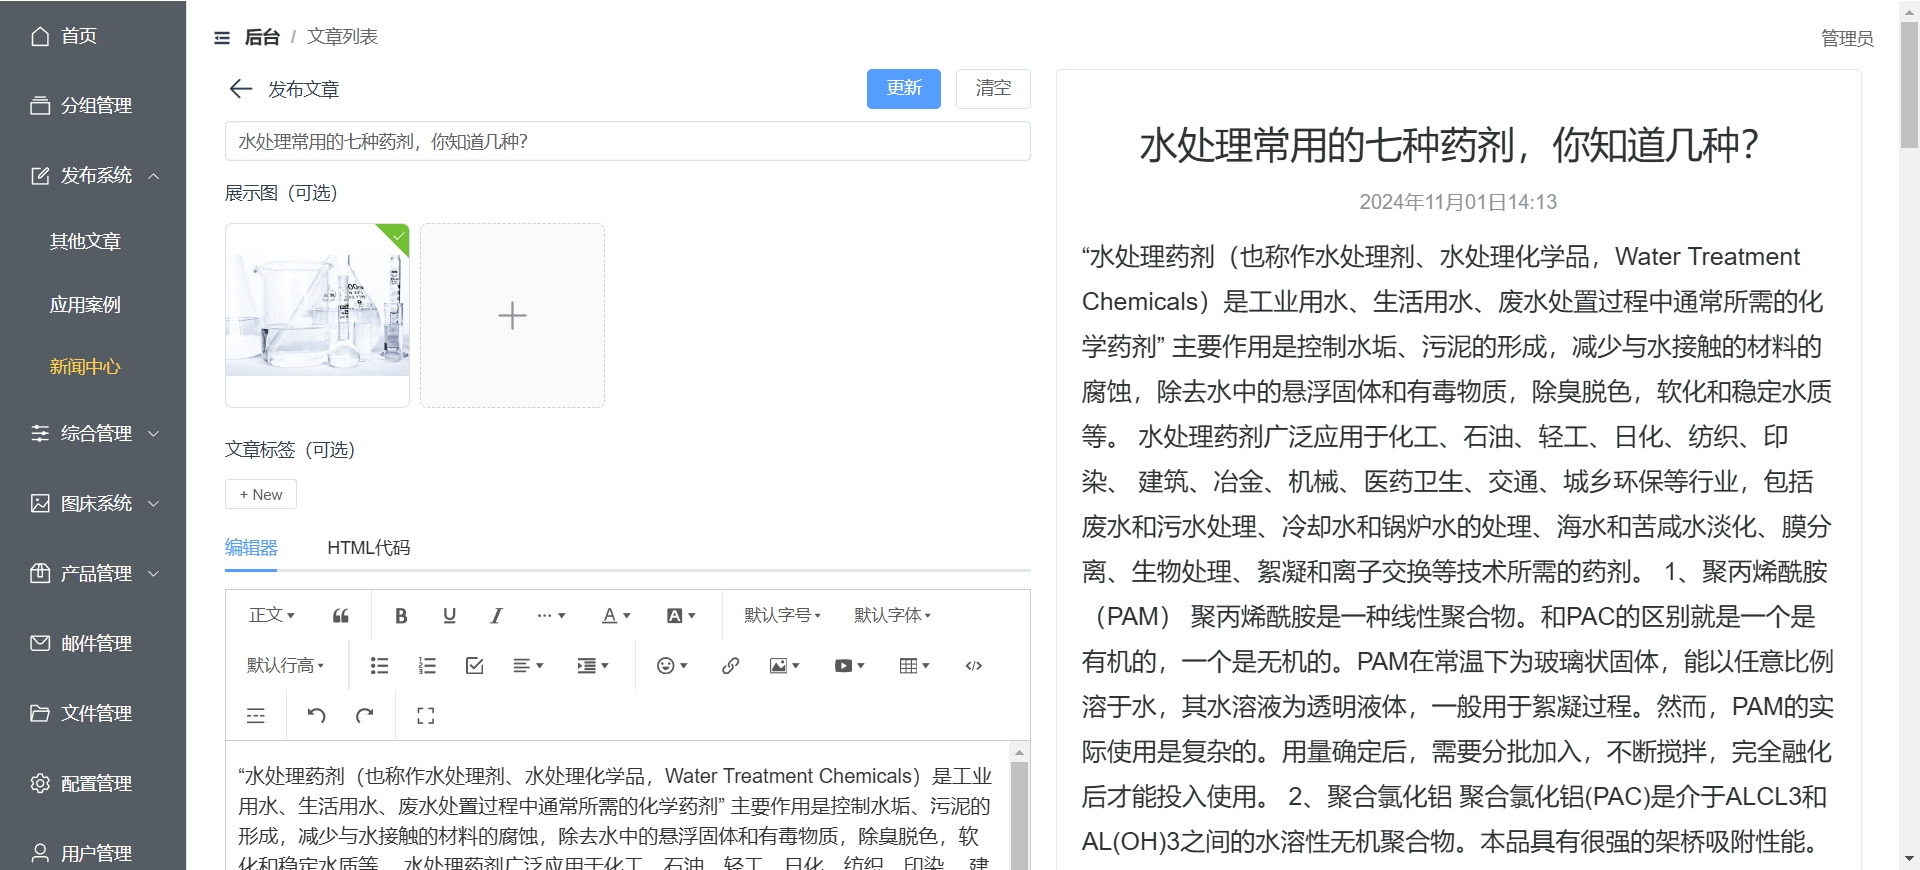 首页
分组管理
发布系统
其他文章
应用案例
新闻中心
综合管理
图床系统
产品管理
邮件管理
文件管理
配置管理
用户管理
后台 / 文章列表
管理员
发布文章
更新
清空
水处理常用的七种药剂，你知道几种？
展示图（可选）
文章标签（可选）
+ New
编辑器
HTML代码
正文
B U I ··· A A
默认字号
默认字体
默认行高
“水处理药剂（也称作水处理剂、水处理化学品，Water Treatment Chemicals）是工业
用水、生活用水、废水处置过程中通常所需的化学药剂” 主要作用是控制水垢、污泥的
形成，减少与水接触的材料的腐蚀，除去水中的悬浮固体和有毒物质，除臭脱色，软
化和稳定水质等。 水处理药剂广泛应用于化工、石油、轻工、日化、纺织、印染、 建
水处理常用的七种药剂，你知道几种？
2024年11月01日14:13
“水处理药剂（也称作水处理剂、水处理化学品，Water Treatment
Chemicals）是工业用水、生活用水、废水处置过程中通常所需的化
学药剂” 主要作用是控制水垢、污泥的形成，减少与水接触的材料的
腐蚀，除去水中的悬浮固体和有毒物质，除臭脱色，软化和稳定水质
等。 水处理药剂广泛应用于化工、石油、轻工、日化、纺织、印
染、 建筑、冶金、机械、医药卫生、交通、城乡环保等行业，包括
废水和污水处理、冷却水和锅炉水的处理、海水和苦咸水淡化、膜分
离、生物处理、絮凝和离子交换等技术所需的药剂。 1、聚丙烯酰胺
（PAM） 聚丙烯酰胺是一种线性聚合物。和PAC的区别就是一个是
有机的，一个是无机的。PAM在常温下为玻璃状固体，能以任意比例
溶于水，其水溶液为透明液体，一般用于絮凝过程。然而，PAM的实
际使用是复杂的。用量确定后，需要分批加入，不断搅拌，完全融化
后才能投入使用。 2、聚合氯化铝 聚合氯化铝(PAC)是介于ALCL3和
AL(OH)3之间的水溶性无机聚合物。本品具有很强的架桥吸附性能。